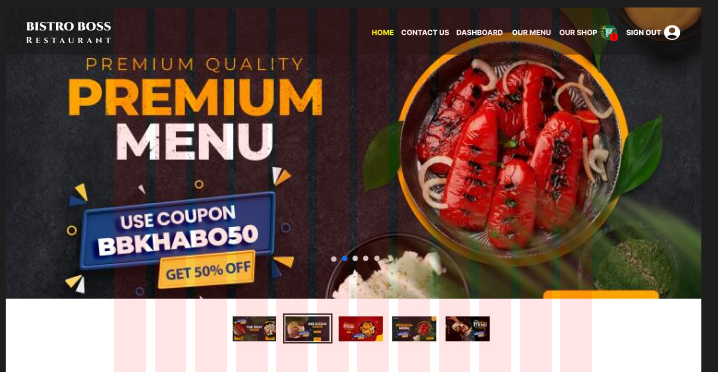 BISTRO BOSS
RESTAURANT
HOME CONTACT US DASHBOARD OUR MENU OUR SHOP SIGN OUT
PREMIUM QUALITY
PREMIUM
MENU
USE COUPON
BBKHABO50
GET 50% OFF